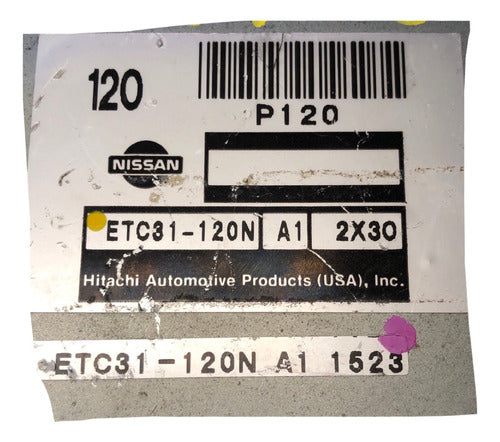 120
P120
NISSAN
ETC31-120N A1 2X30
Hitachi Automotive Products (USA), Inc.
ETC31-120N A1 1523